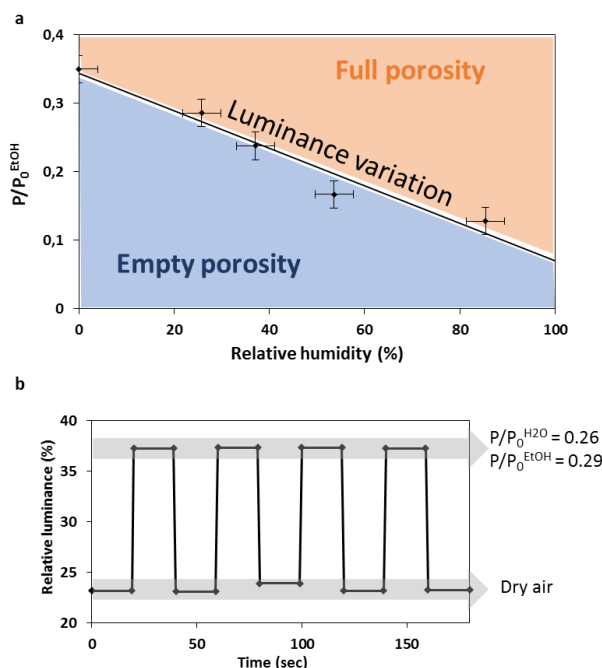 a
0,4
0,3
0,2
0,1
0
P/P₀ᴱᵗᴼᴴ
Full porosity
Luminance variation
Empty porosity
0 20 40 60 80 100
Relative humidity (%)
b
40
35
30
25
20
Relative luminance (%)
P/P₀ᴴ²ᴼ = 0.26
P/P₀ᴱᵗᴼᴴ = 0.29
Dry air
0 50 100 150
Time (sec)